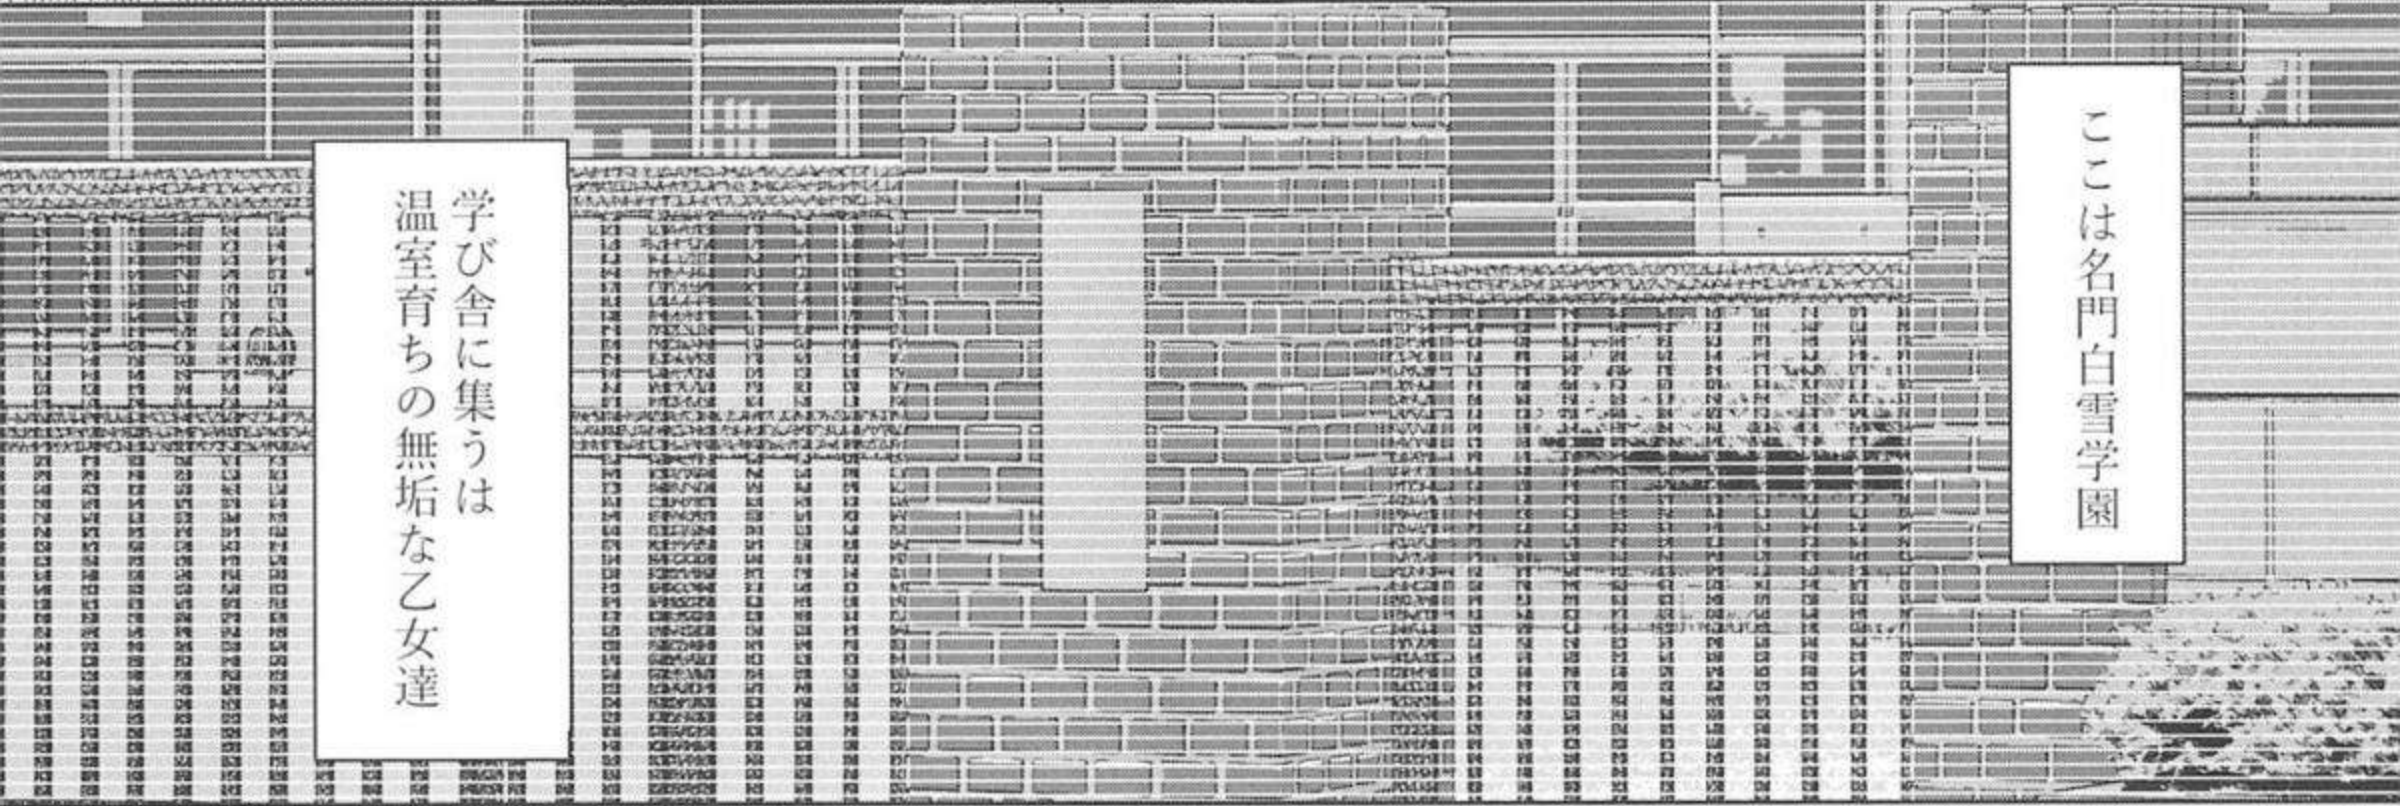 ここは名門白雪学園
学び舎に集うは
温室育ちの無垢な乙女達